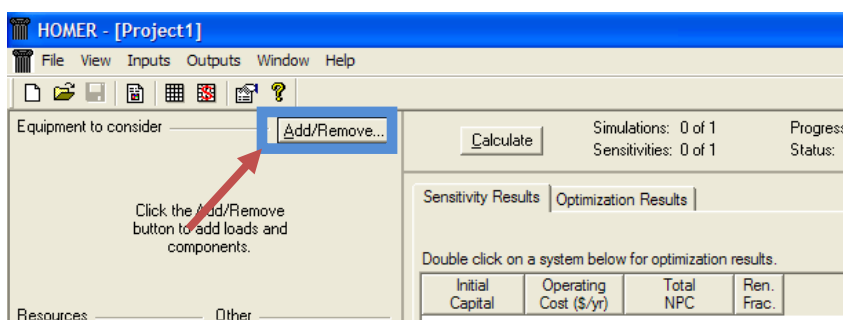 HOMER - [Project1]
File View Inputs Outputs Window Help
Equipment to consider
Add/Remove...
Click the Add/Remove
button to add loads and
components.
Resources
Other
Calculate
Simulations: 0 of 1
Sensitivities: 0 of 1
Progress
Status:
Sensitivity Results
Optimization Results
Double click on a system below for optimization results.
Initial
Capital
Operating
Cost ($/yr)
Total
NPC
Ren.
Frac.